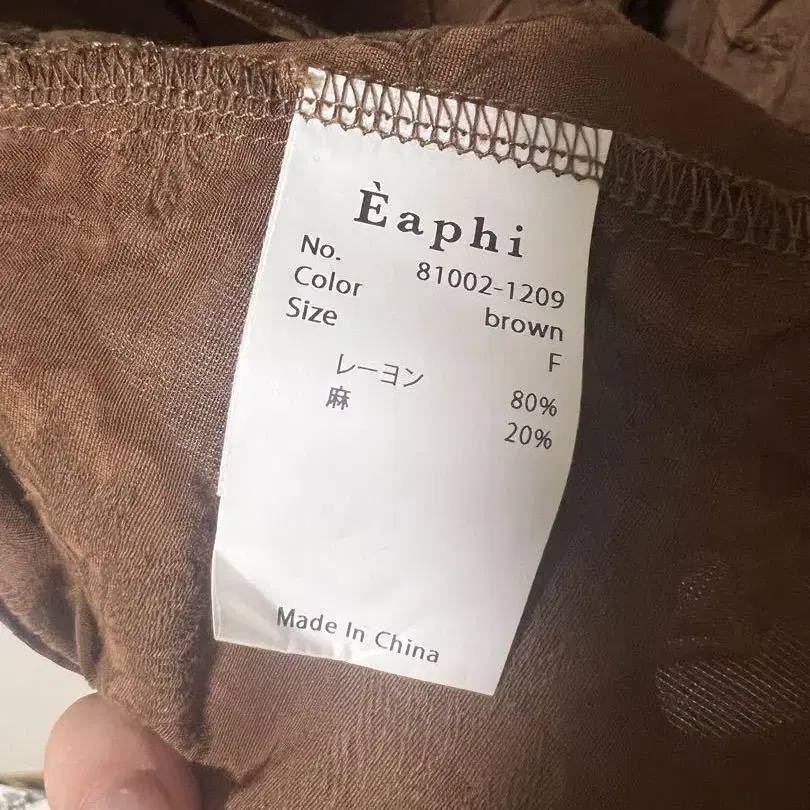 Èaphi
No. 81002-1209
Color brown
Size F
レーヨン 80%
麻 20%
Made In China